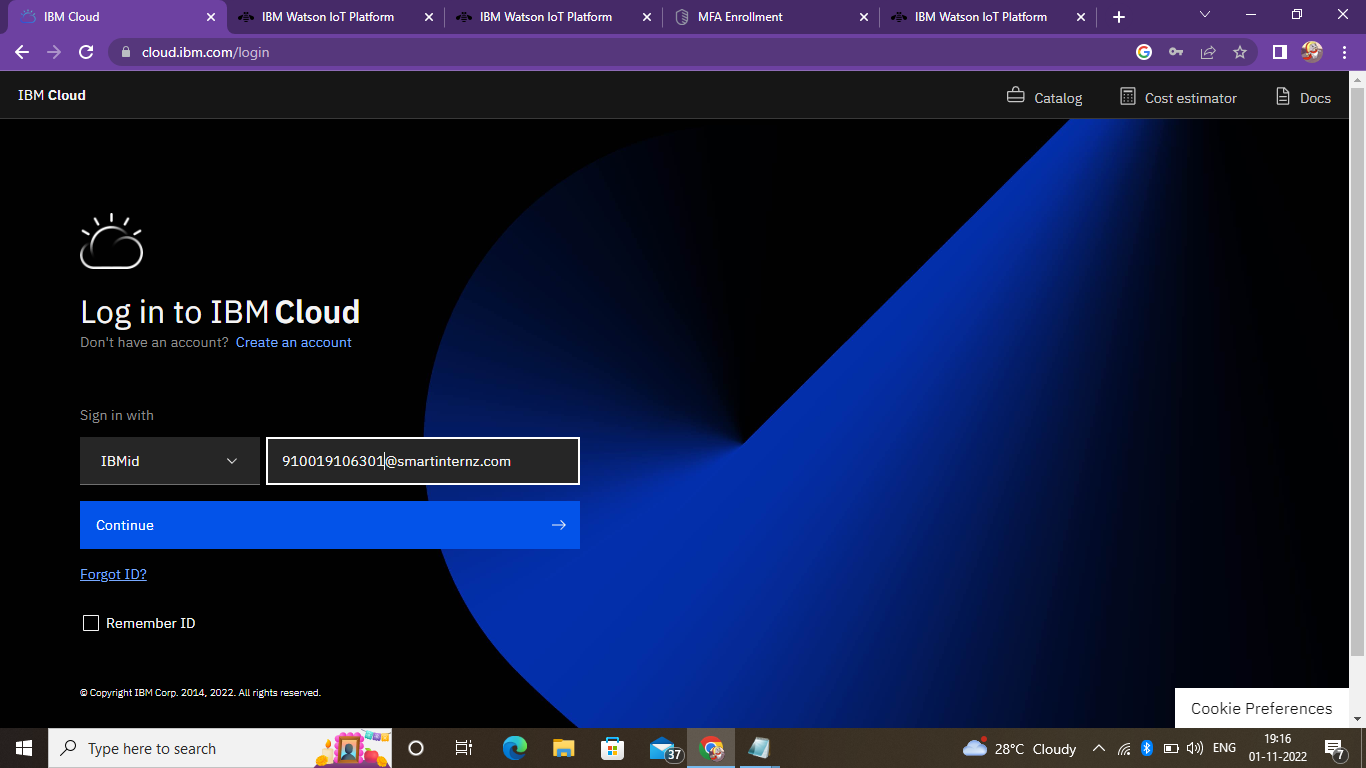 IBM Cloud
IBM Watson IoT Platform
IBM Watson IoT Platform
MFA Enrollment
IBM Watson IoT Platform
cloud.ibm.com/login
IBM Cloud
Catalog
Cost estimator
Docs
Log in to IBM Cloud
Don't have an account? Create an account
Sign in with
IBMid
910019106301@smartinternz.com
Continue
Forgot ID?
Remember ID
© Copyright IBM Corp. 2014, 2022. All rights reserved.
Cookie Preferences
Type here to search
37
28°C Cloudy
ENG
19:16
01-11-2022
7